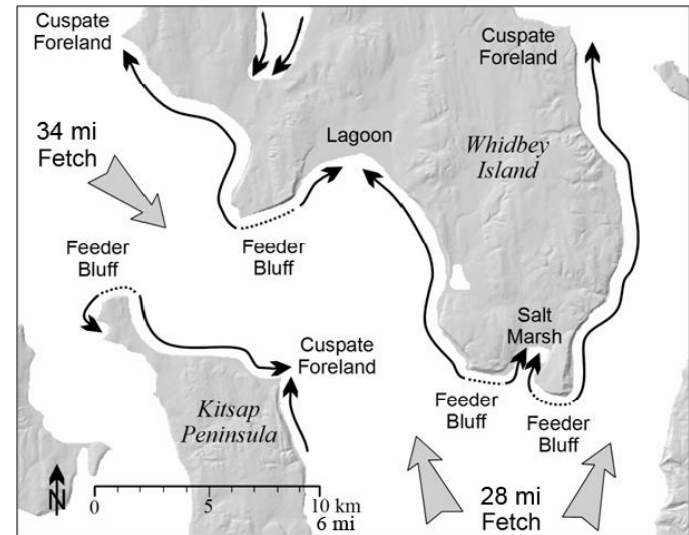 Cuspate
Foreland
Cuspate
Foreland
34 mi
Fetch
Lagoon
Whidbey
Island
Feeder
Bluff
Feeder
Bluff
Salt
Marsh
Cuspate
Foreland
Kitsap
Peninsula
Feeder
Bluff
Feeder
Bluff
N
0 5 10 km
6 mi
28 mi
Fetch